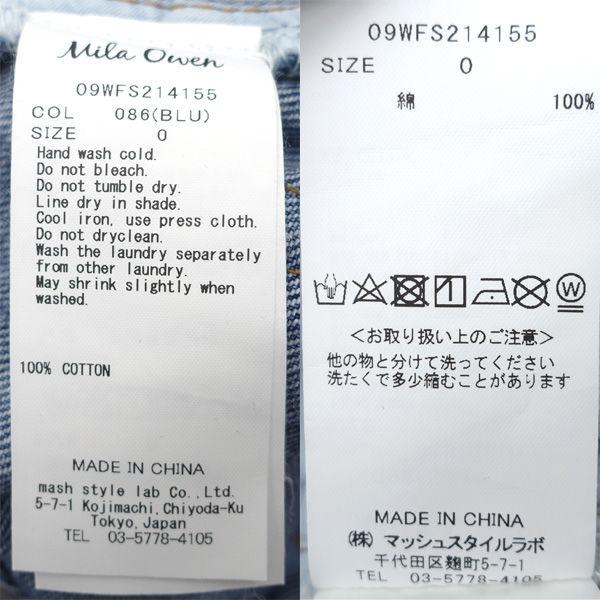 Mila Owen
09WFS214155
COL 086(BLU)
SIZE 0
Hand wash cold.
Do not bleach.
Do not tumble dry.
Line dry in shade.
Cool iron, use press cloth.
Do not dryclean.
Wash the laundry separately
from other laundry.
May shrink slightly when
washed.
100% COTTON
MADE IN CHINA
mash style lab Co.,Ltd.
5-7-1 Kojimachi,Chiyoda-Ku
Tokyo,Japan
TEL 03-5778-4105
09WFS214155
SIZE 0
綿 100%
W
<お取り扱い上のご注意>
他の物と分けて洗ってください
洗たくで多少縮むことがあります
MADE IN CHINA
(株) マッシュスタイルラボ
千代田区麹町5-7-1
TEL 03-5778-4105